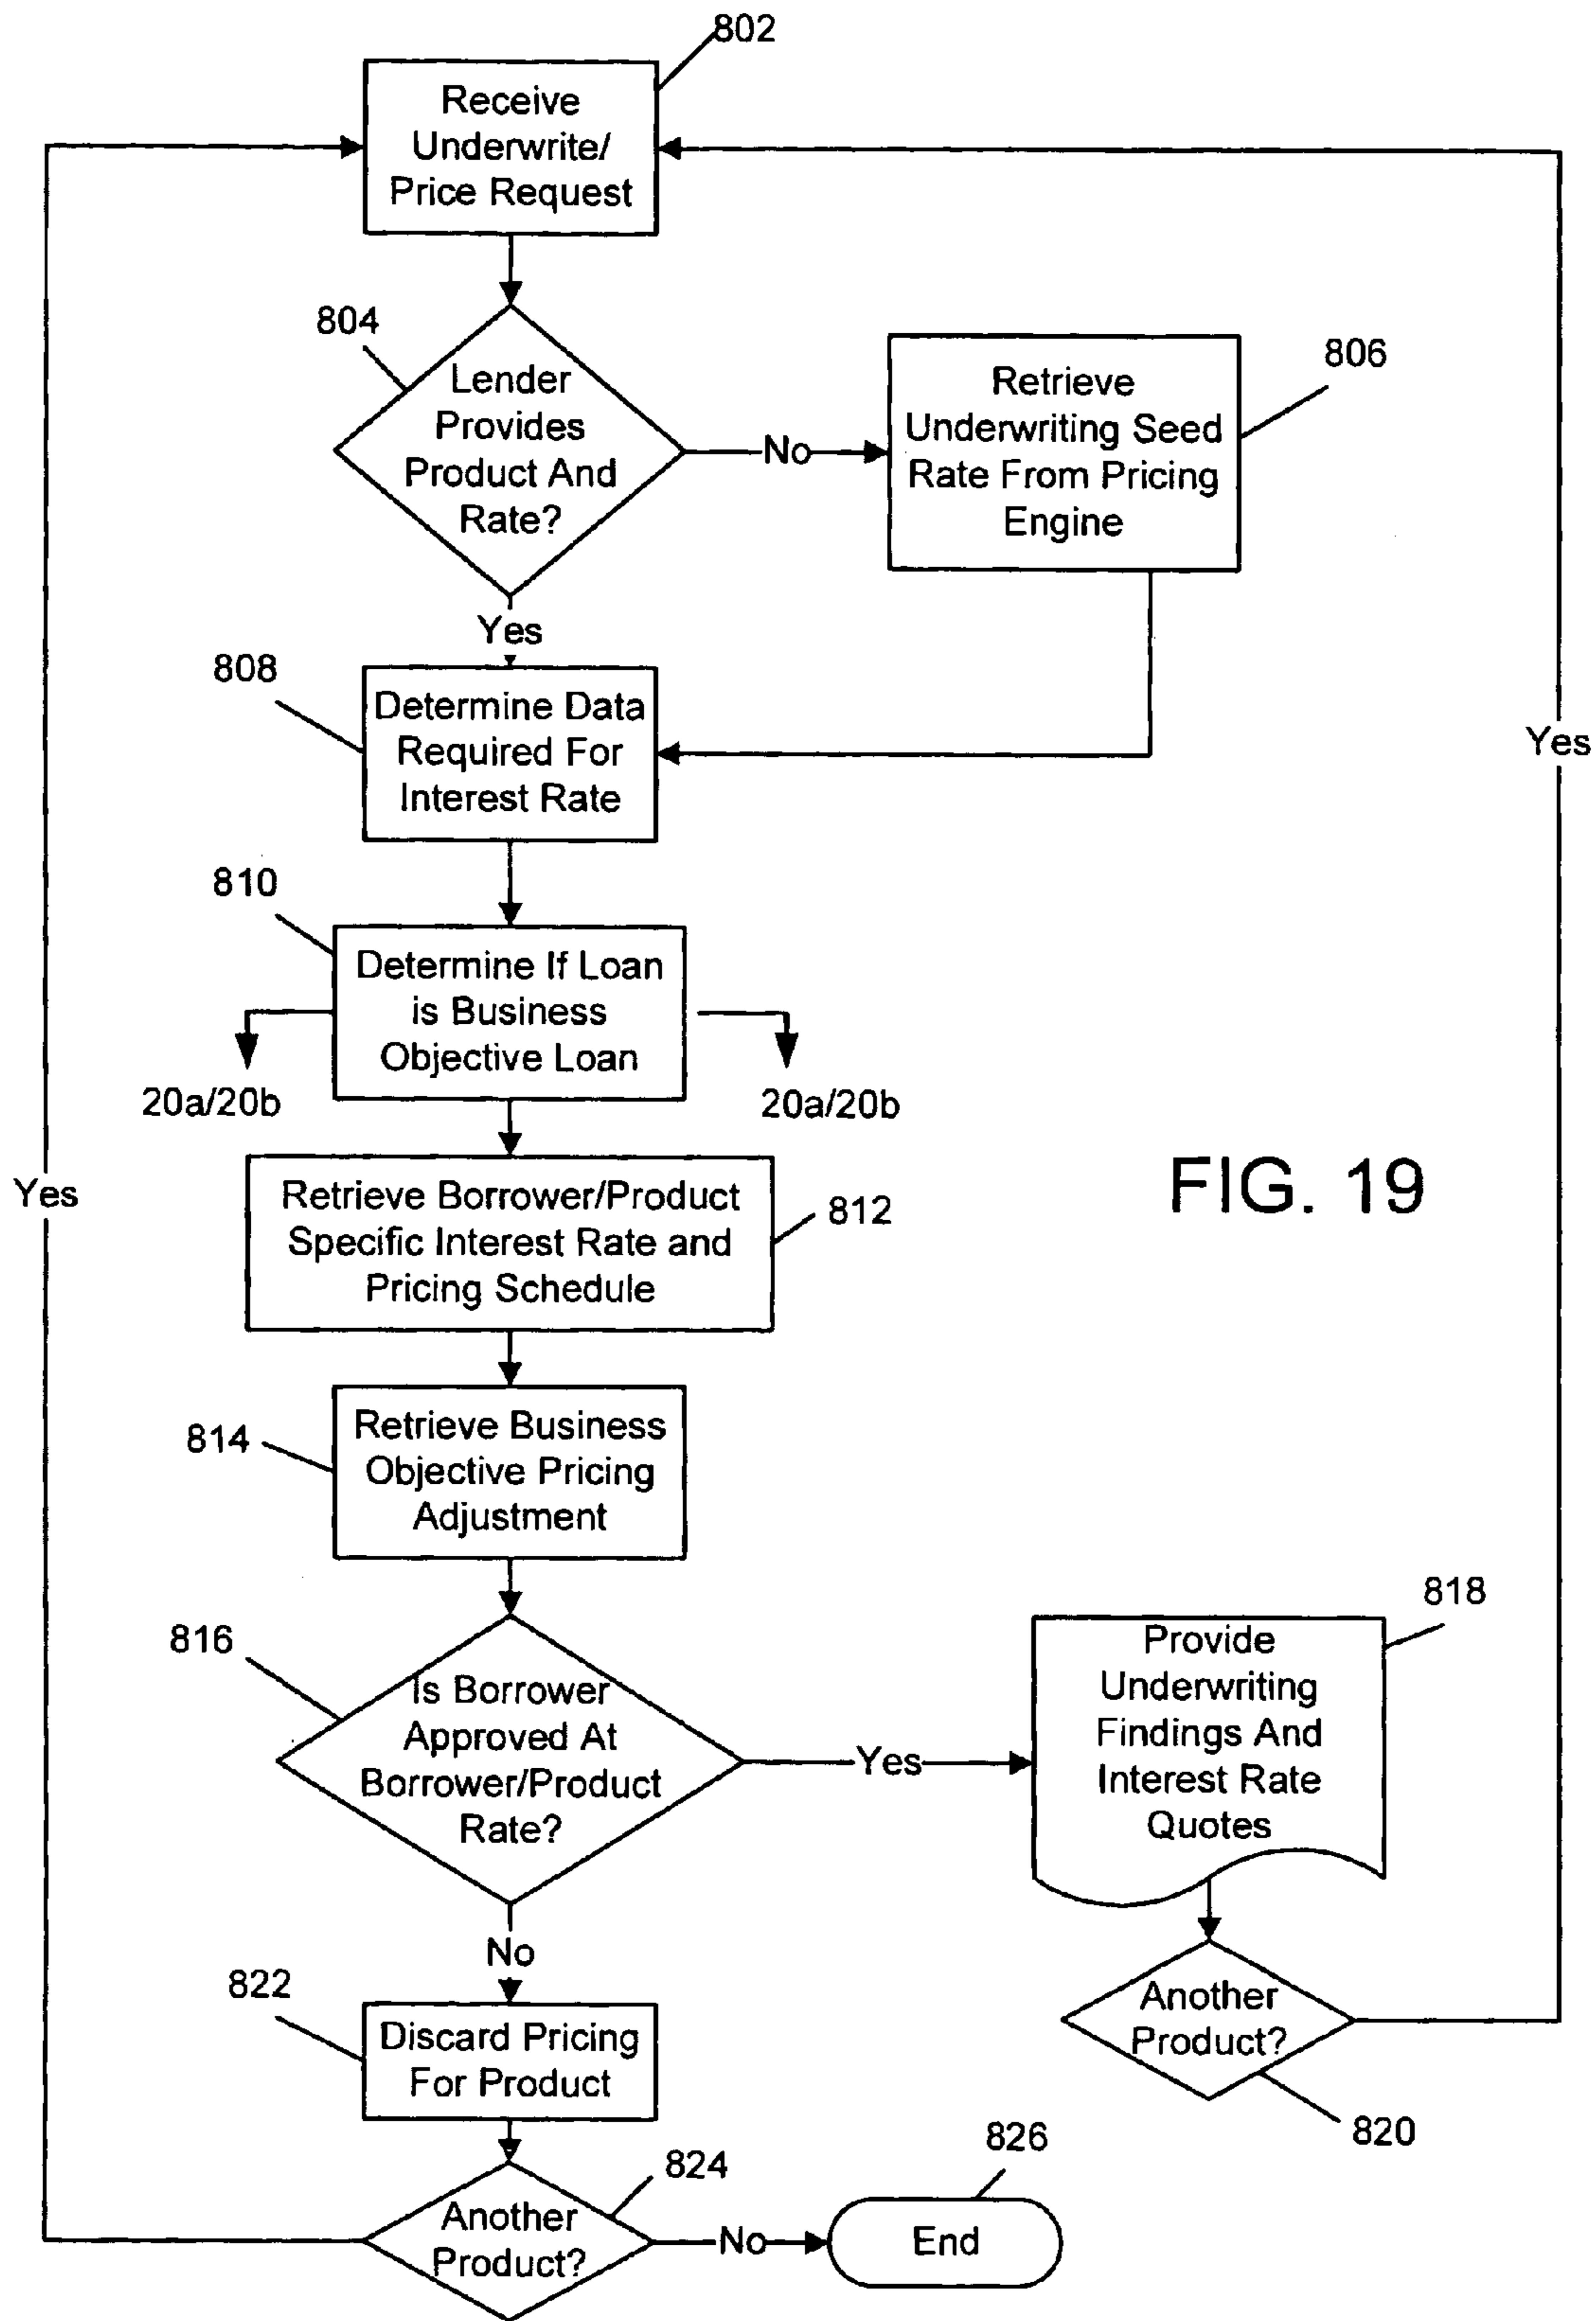 802
Receive
Underwrite/
Price Request
804
Lender
Provides
Product And
Rate?
No
Retrieve
Underwriting Seed
Rate From Pricing
Engine
806
Yes
808
Determine Data
Required For
Interest Rate
Yes
810
Determine If Loan
is Business
Objective Loan
20a/20b
20a/20b
Yes
Retrieve Borrower/Product
Specific Interest Rate and
Pricing Schedule
812
FIG. 19
814
Retrieve Business
Objective Pricing
Adjustment
816
Is Borrower
Approved At
Borrower/Product
Rate?
Yes
818
Provide
Underwriting
Findings And
Interest Rate
Quotes
No
822
Discard Pricing
For Product
Another
Product?
820
824
Another
Product?
No
826
End